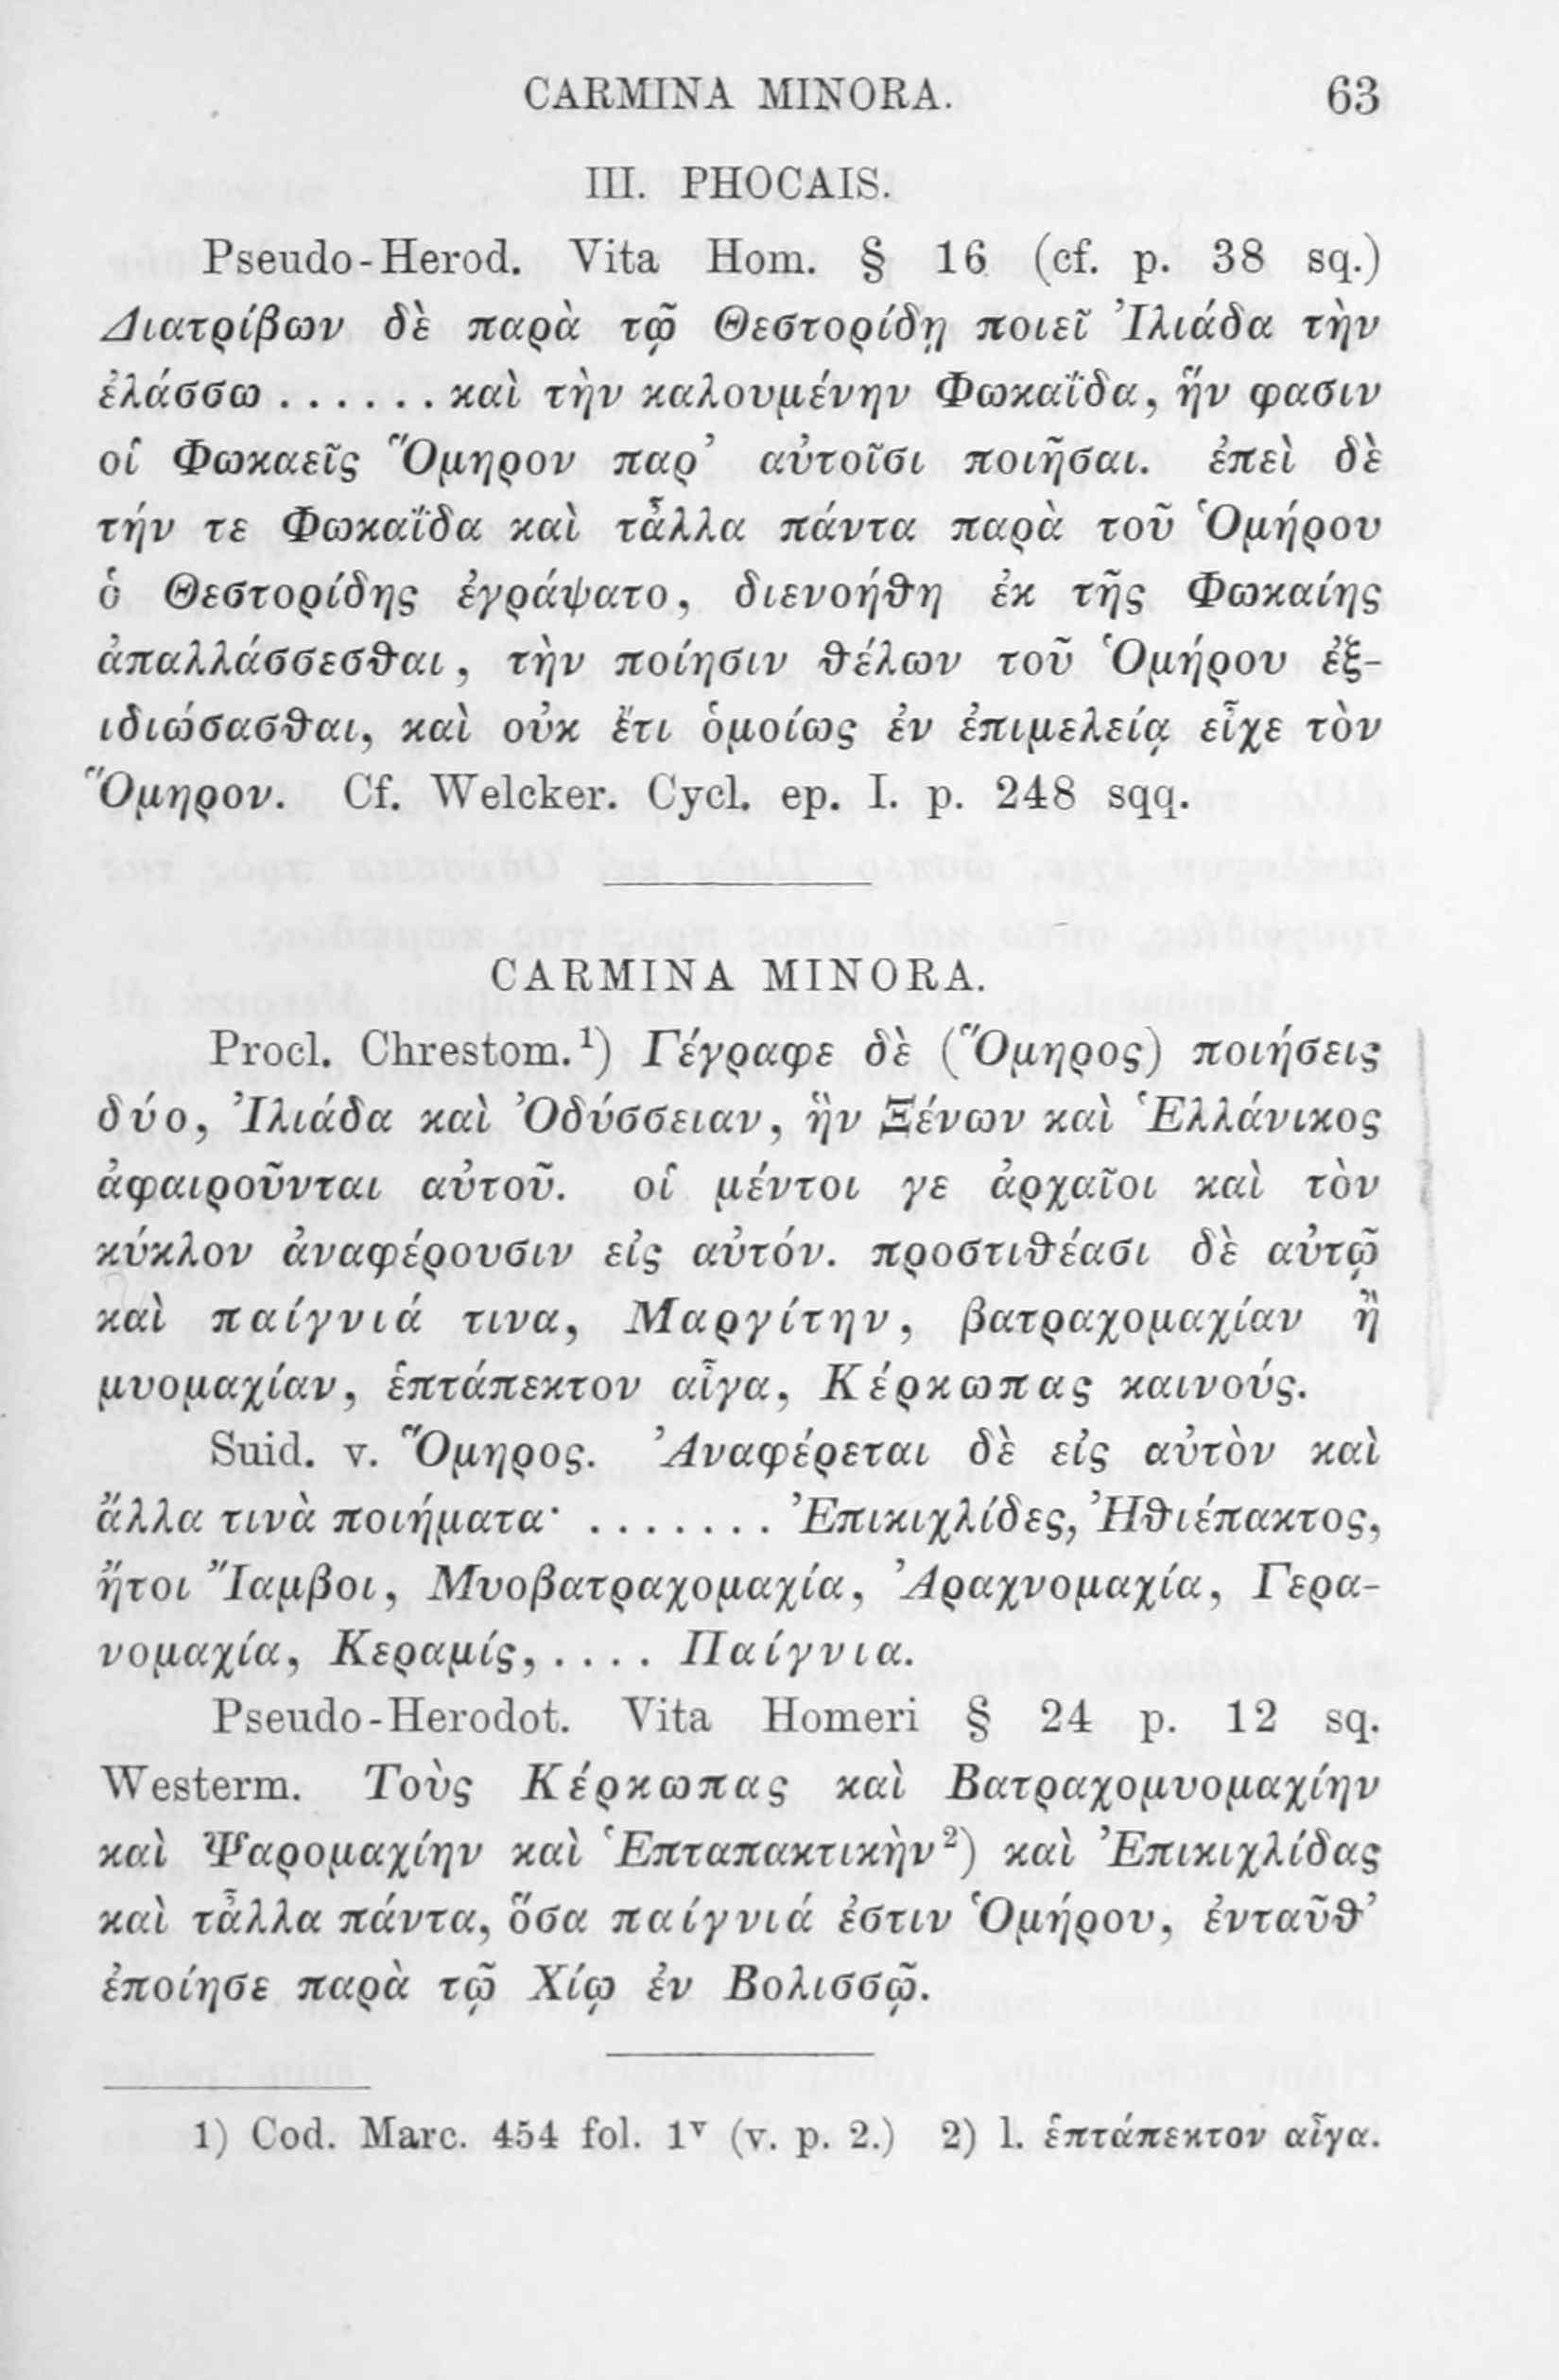 CARMINA MINORA. 63
III. PHOCAIS.
Pseudo-Herod. Vita Hom. § 16 (cf. p. 38 sq.)
Διατρίβων δὲ παρὰ τῷ Θεστορίδῃ ποιεῖ Ἰλιάδα τὴν
ἐλάσσω ...... καὶ τὴν καλουμένην Φωκαΐδα, ἥν φασιν
οἱ Φωκαεῖς Ὅμηρον παρ’ αὐτοῖσι ποιῆσαι. ἐπεὶ δὲ
τήν τε Φωκαΐδα καὶ τἆλλα πάντα παρὰ τοῦ Ὁμήρου
ὁ Θεστορίδης ἐγράψατο, διενοήθη ἐκ τῆς Φωκαίης
ἀπαλλάσσεσθαι, τὴν ποίησιν θέλων τοῦ Ὁμήρου ἐξ-
ιδιώσασθαι, καὶ οὐκ ἔτι ὁμοίως ἐν ἐπιμελείᾳ εἶχε τὸν
Ὅμηρον. Cf. Welcker. Cycl. ep. I. p. 248 sqq.
CARMINA MINORA.
Procl. Chrestom.¹) Γέγραφε δὲ (Ὅμηρος) ποιήσεις
δύο, Ἰλιάδα καὶ Ὀδύσσειαν, ἣν Ξένων καὶ Ἑλλάνικος
ἀφαιροῦνται αὐτοῦ. οἱ μέντοι γε ἀρχαῖοι καὶ τὸν
κύκλον ἀναφέρουσιν εἰς αὐτόν. προστιθέασι δὲ αὐτῷ
καὶ παίγνιά τινα, Μαργίτην, βατραχομαχίαν ἢ
μυομαχίαν, ἑπτάπεκτον αἶγα, Κέρκωπας καινούς.
Suid. v. Ὅμηρος. Ἀναφέρεται δὲ εἰς αὐτὸν καὶ
ἄλλα τινὰ ποιήματα· ....... Ἐπικιχλίδες, Ἠθιέπακτος,
ἤτοι Ἴαμβοι, Μυοβατραχομαχία, Ἀραχνομαχία, Γερα-
νομαχία, Κεραμίς, .... Παίγνια.
Pseudo-Herodot. Vita Homeri § 24 p. 12 sq.
Westerm. Τοὺς Κέρκωπας καὶ Βατραχομυομαχίην
καὶ Ψαρομαχίην καὶ Ἑπταπακτικὴν²) καὶ Ἐπικιχλίδας
καὶ τἆλλα πάντα, ὅσα παίγνιά ἐστιν Ὁμήρου, ἐνταῦθ’
ἐποίησε παρὰ τῷ Χίῳ ἐν Βολισσῷ.
1) Cod. Marc. 454 fol. 1ᵛ (v. p. 2.) 2) l. ἑπτάπεκτον αἶγα.